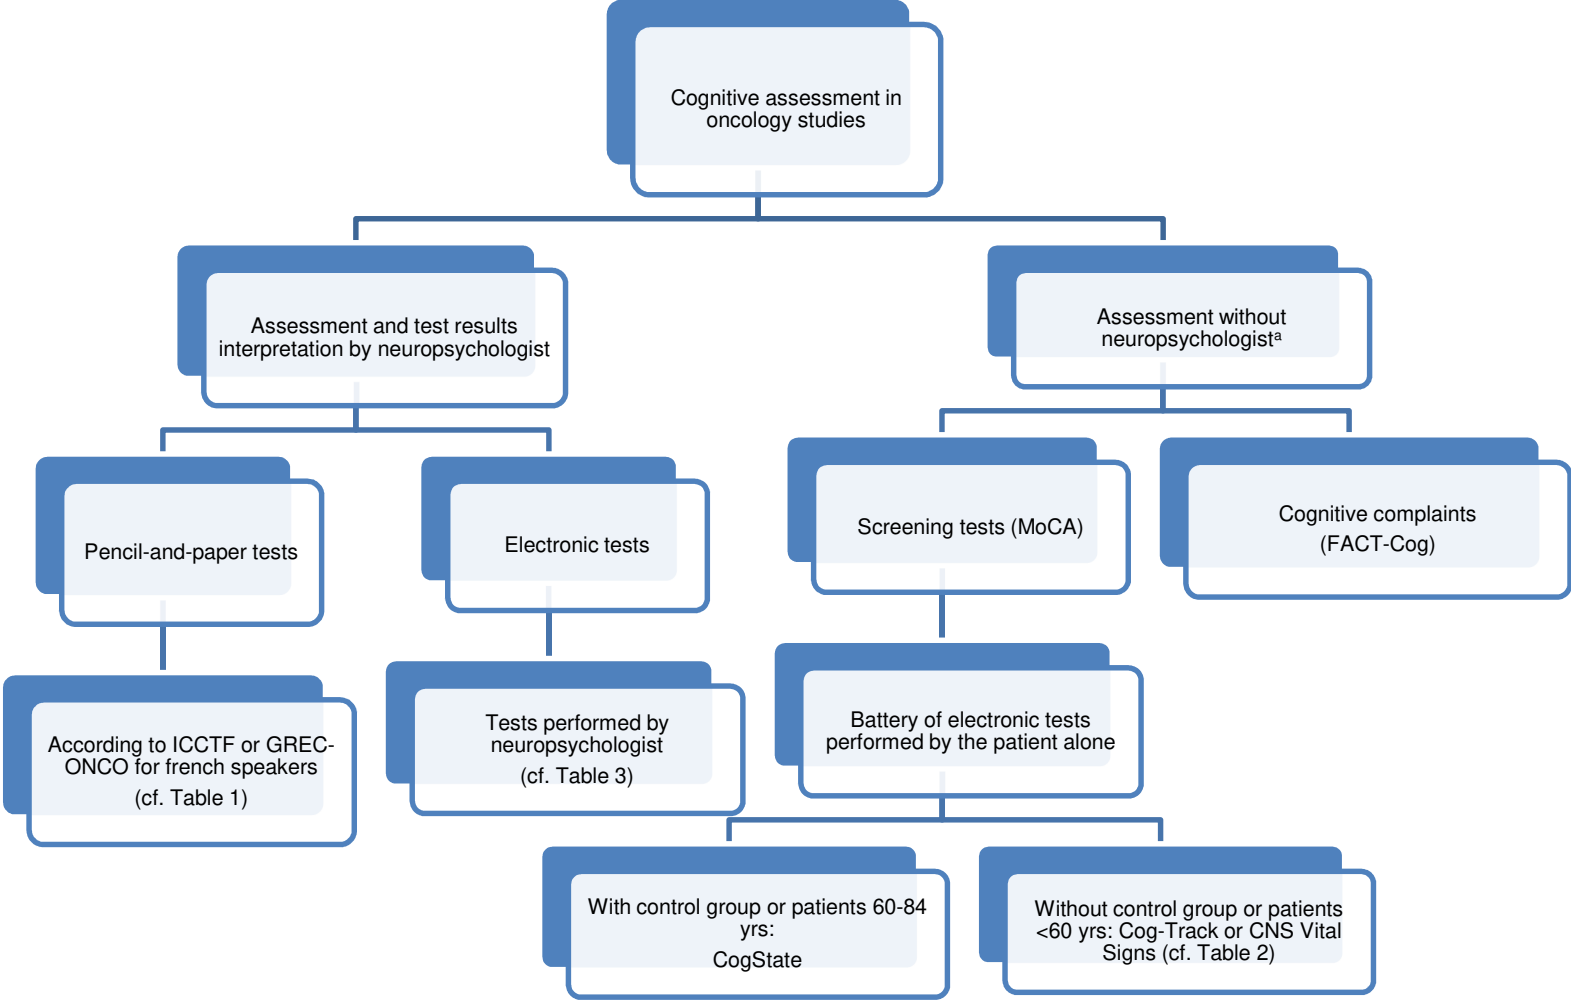 Cognitive assessment in
oncology studies
Assessment and test results
interpretation by neuropsychologist
Assessment without
neuropsychologistᵃ
Pencil-and-paper tests
Electronic tests
Screening tests (MoCA)
Cognitive complaints
(FACT-Cog)
According to ICCTF or GREC-
ONCO for french speakers
(cf. Table 1)
Tests performed by
neuropsychologist
(cf. Table 3)
Battery of electronic tests
performed by the patient alone
With control group or patients 60-84
yrs:
CogState
Without control group or patients
<60 yrs: Cog-Track or CNS Vital
Signs (cf. Table 2)